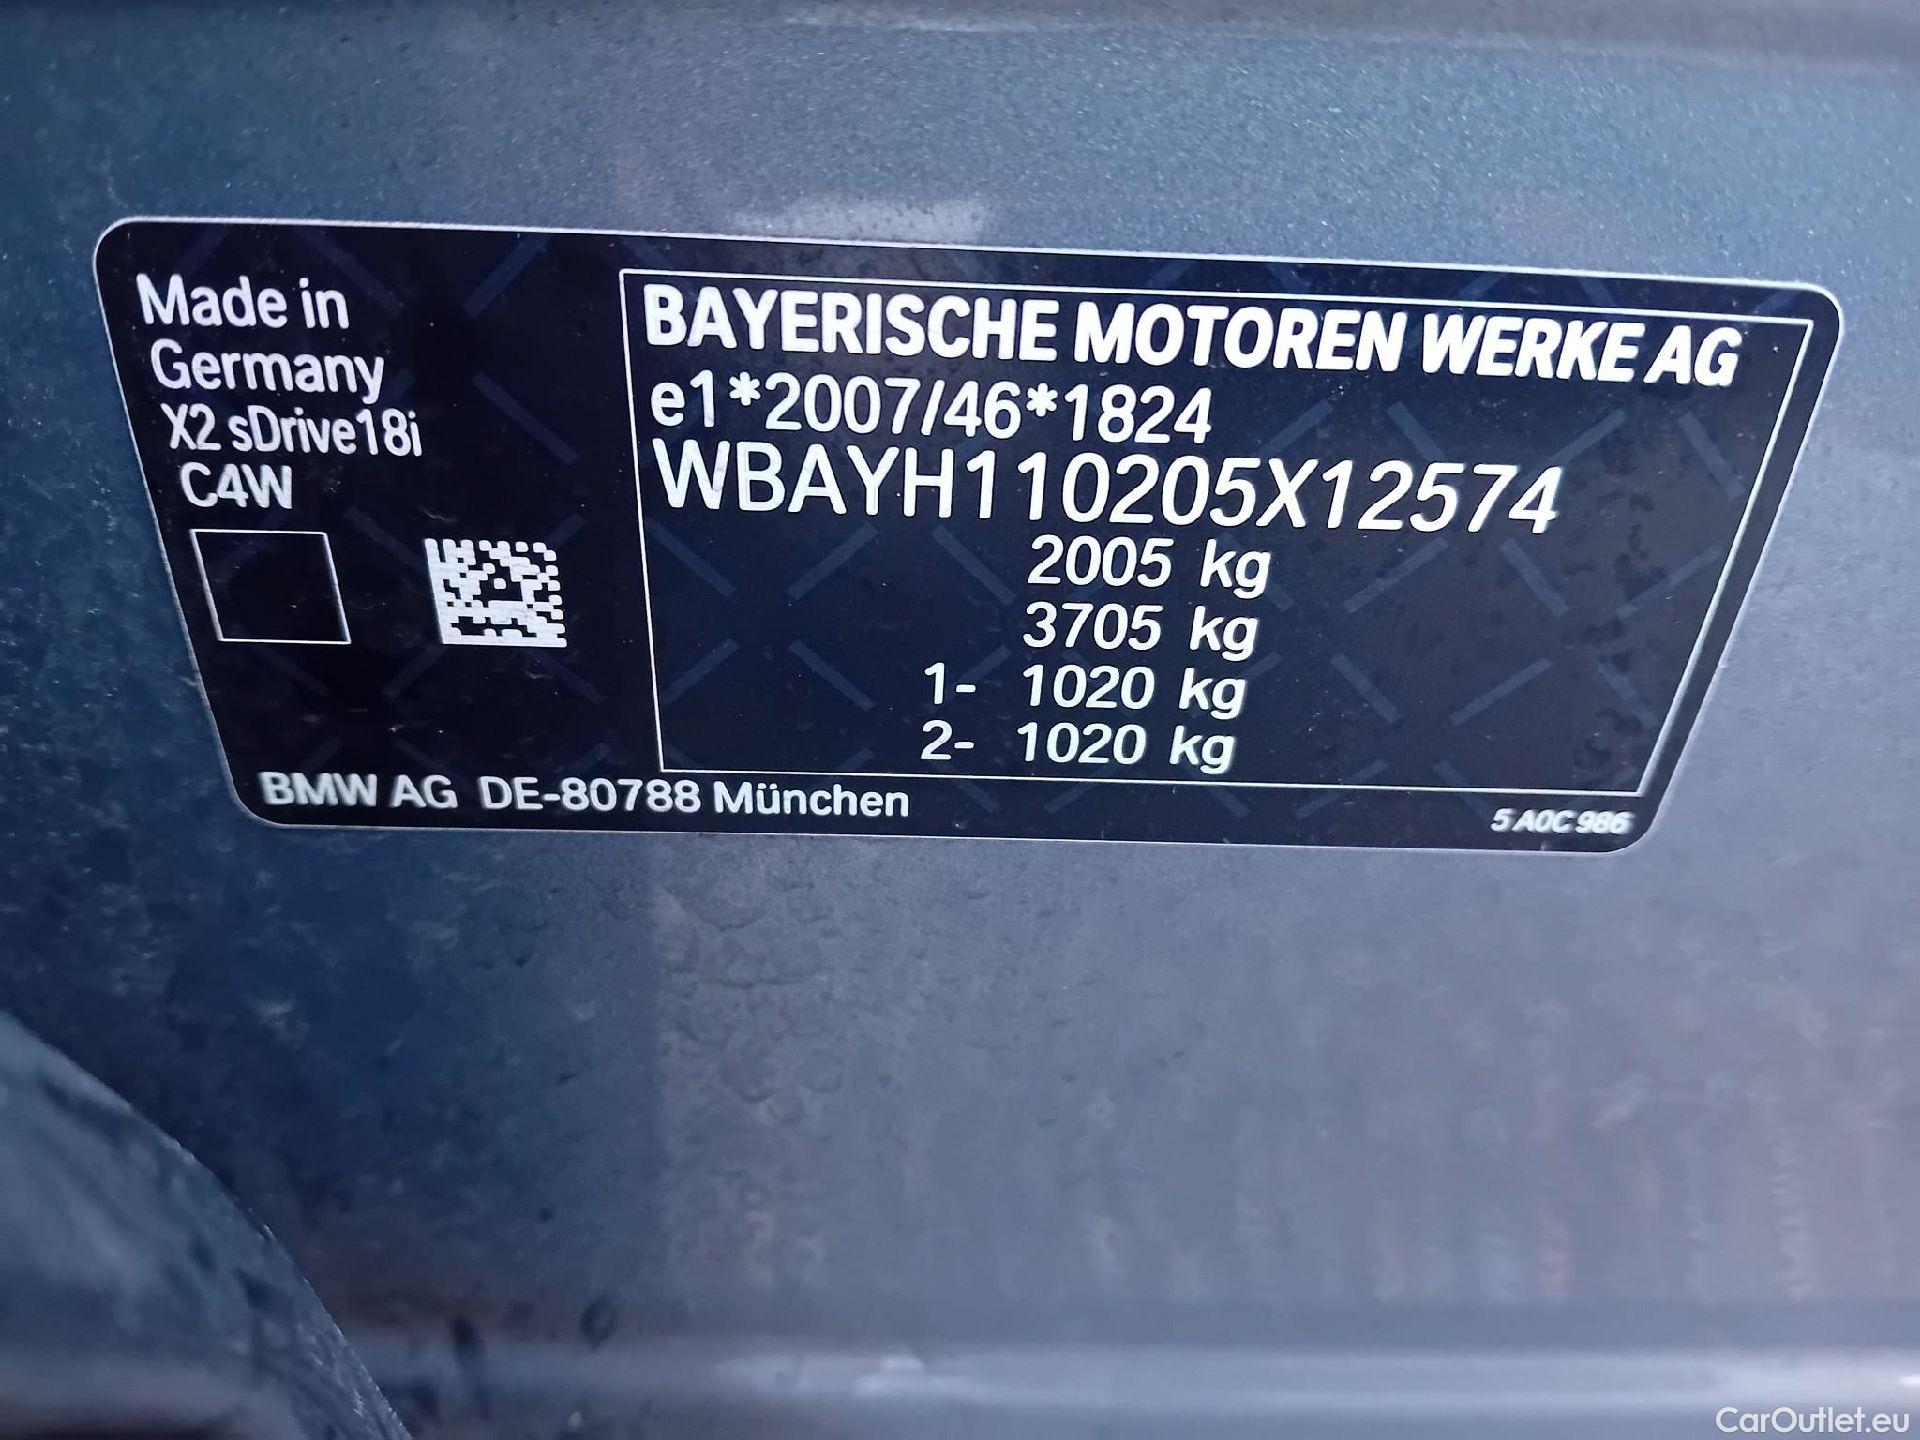 Made in
Germany
X2 sDrive18i
C4W
BAYERISCHE MOTOREN WERKE AG
e1*2007/46*1824
WBAYH110205X12574
2005 kg
3705 kg
1- 1020 kg
2- 1020 kg
BMW AG DE-80788 München
5 A0C 986
CarOutlet.eu